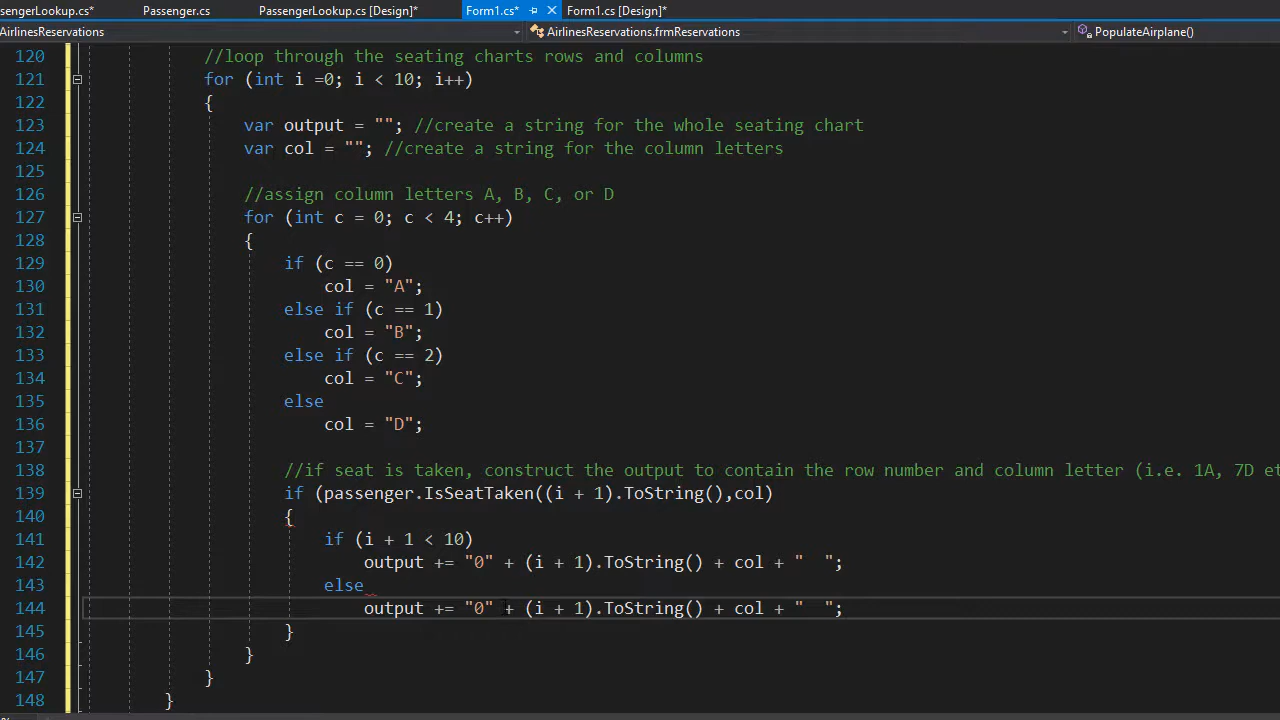 sengerLookup.cs* Passenger.cs PassengerLookup.cs [Design]* Form1.cs* Form1.cs [Design]*
AirlinesReservations AirlinesReservations.frmReservations PopulateAirplane()
120 //loop through the seating charts rows and columns
121 for (int i =0; i < 10; i++)
122 {
123 var output = ""; //create a string for the whole seating chart
124 var col = ""; //create a string for the column letters
125
126 //assign column letters A, B, C, or D
127 for (int c = 0; c < 4; c++)
128 {
129 if (c == 0)
130 col = "A";
131 else if (c == 1)
132 col = "B";
133 else if (c == 2)
134 col = "C";
135 else
136 col = "D";
137
138 //if seat is taken, construct the output to contain the row number and column letter (i.e. 1A, 7D et
139 if (passenger.IsSeatTaken((i + 1).ToString(),col)
140 {
141 if (i + 1 < 10)
142 output += "0" + (i + 1).ToString() + col + "  ";
143 else
144 output += "0" + (i + 1).ToString() + col + "  ";
145 }
146 }
147 }
148 }